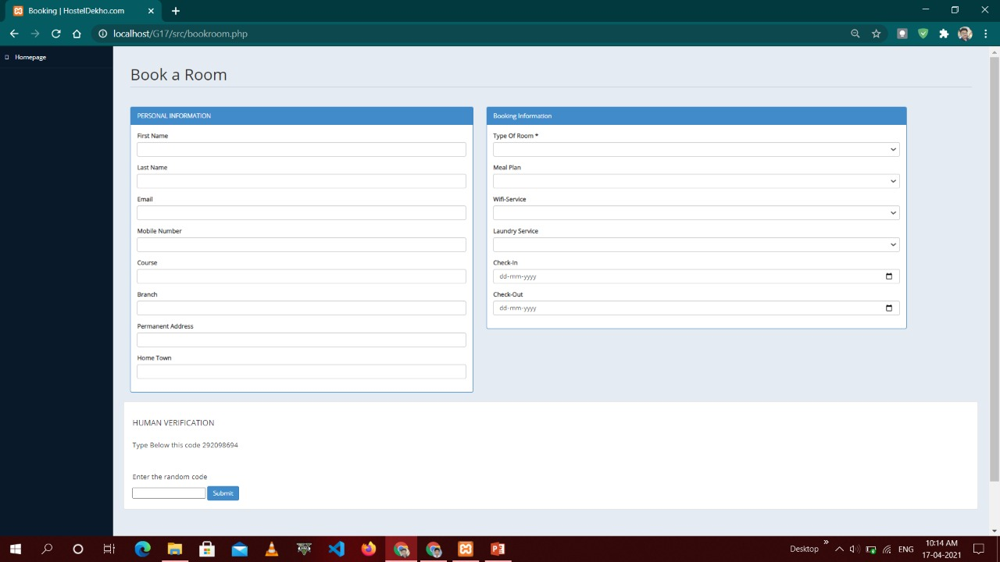 Booking | HostelDekho.com
localhost/G17/src/bookroom.php
Homepage
Book a Room
PERSONAL INFORMATION
First Name
Last Name
Email
Mobile Number
Course
Branch
Permanent Address
Home Town
Booking Information
Type Of Room *
Meal Plan
Wifi-Service
Laundry Service
Check-In
dd-mm-yyyy
Check-Out
dd-mm-yyyy
HUMAN VERIFICATION
Type Below this code 292098694
Enter the random code
Submit
Desktop
ENG
10:14 AM
17-04-2021